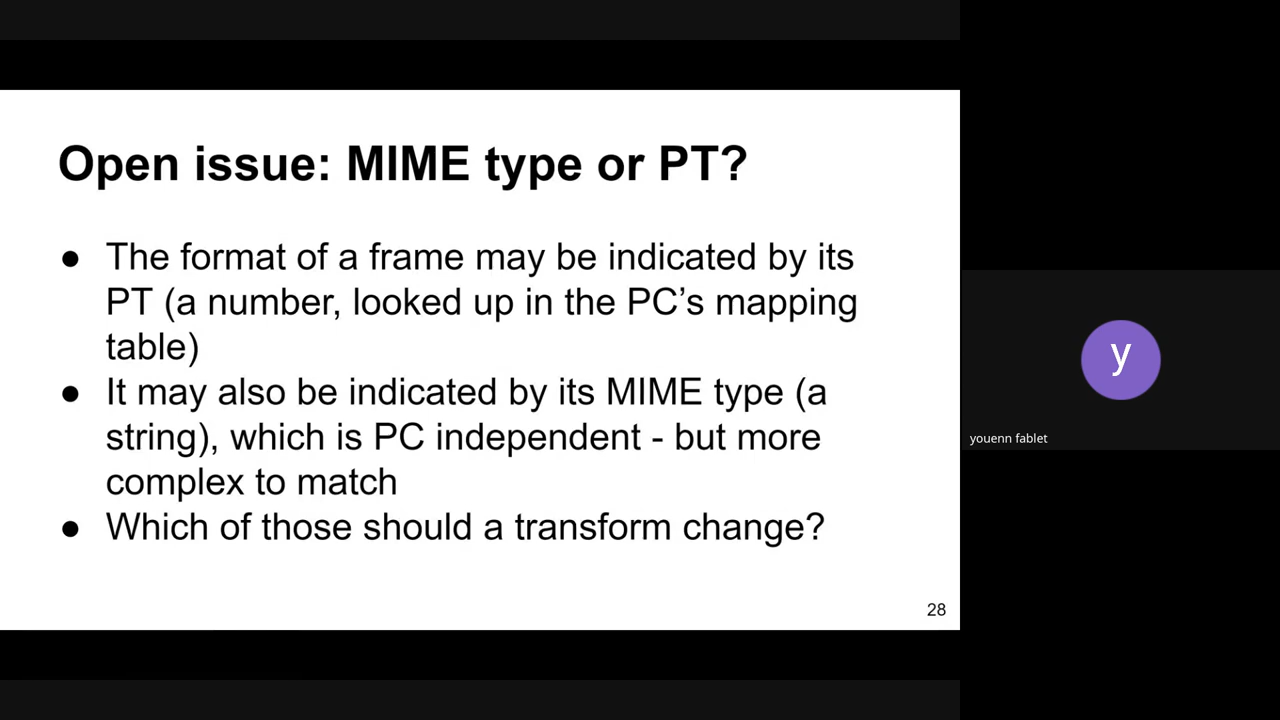 Open issue: MIME type or PT?
● The format of a frame may be indicated by its
PT (a number, looked up in the PC’s mapping
table)
● It may also be indicated by its MIME type (a
string), which is PC independent - but more
complex to match
● Which of those should a transform change?
28
y
youenn fablet